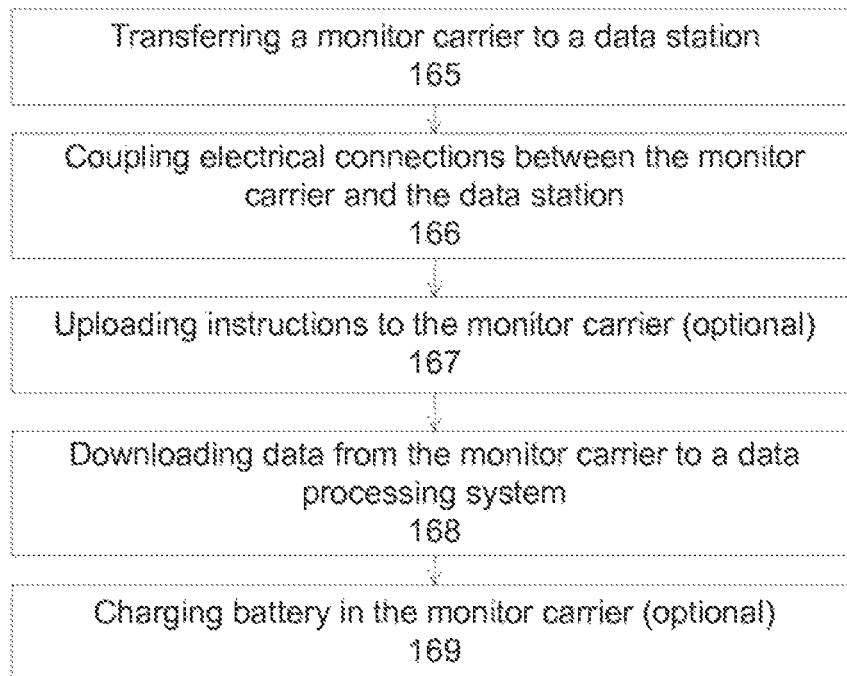 Transferring a monitor carrier to a data station
165
Coupling electrical connections between the monitor
carrier and the data station
166
Uploading instructions to the monitor carrier (optional)
167
Downloading data from the monitor carrier to a data
processing system
168
Charging battery in the monitor carrier (optional)
169